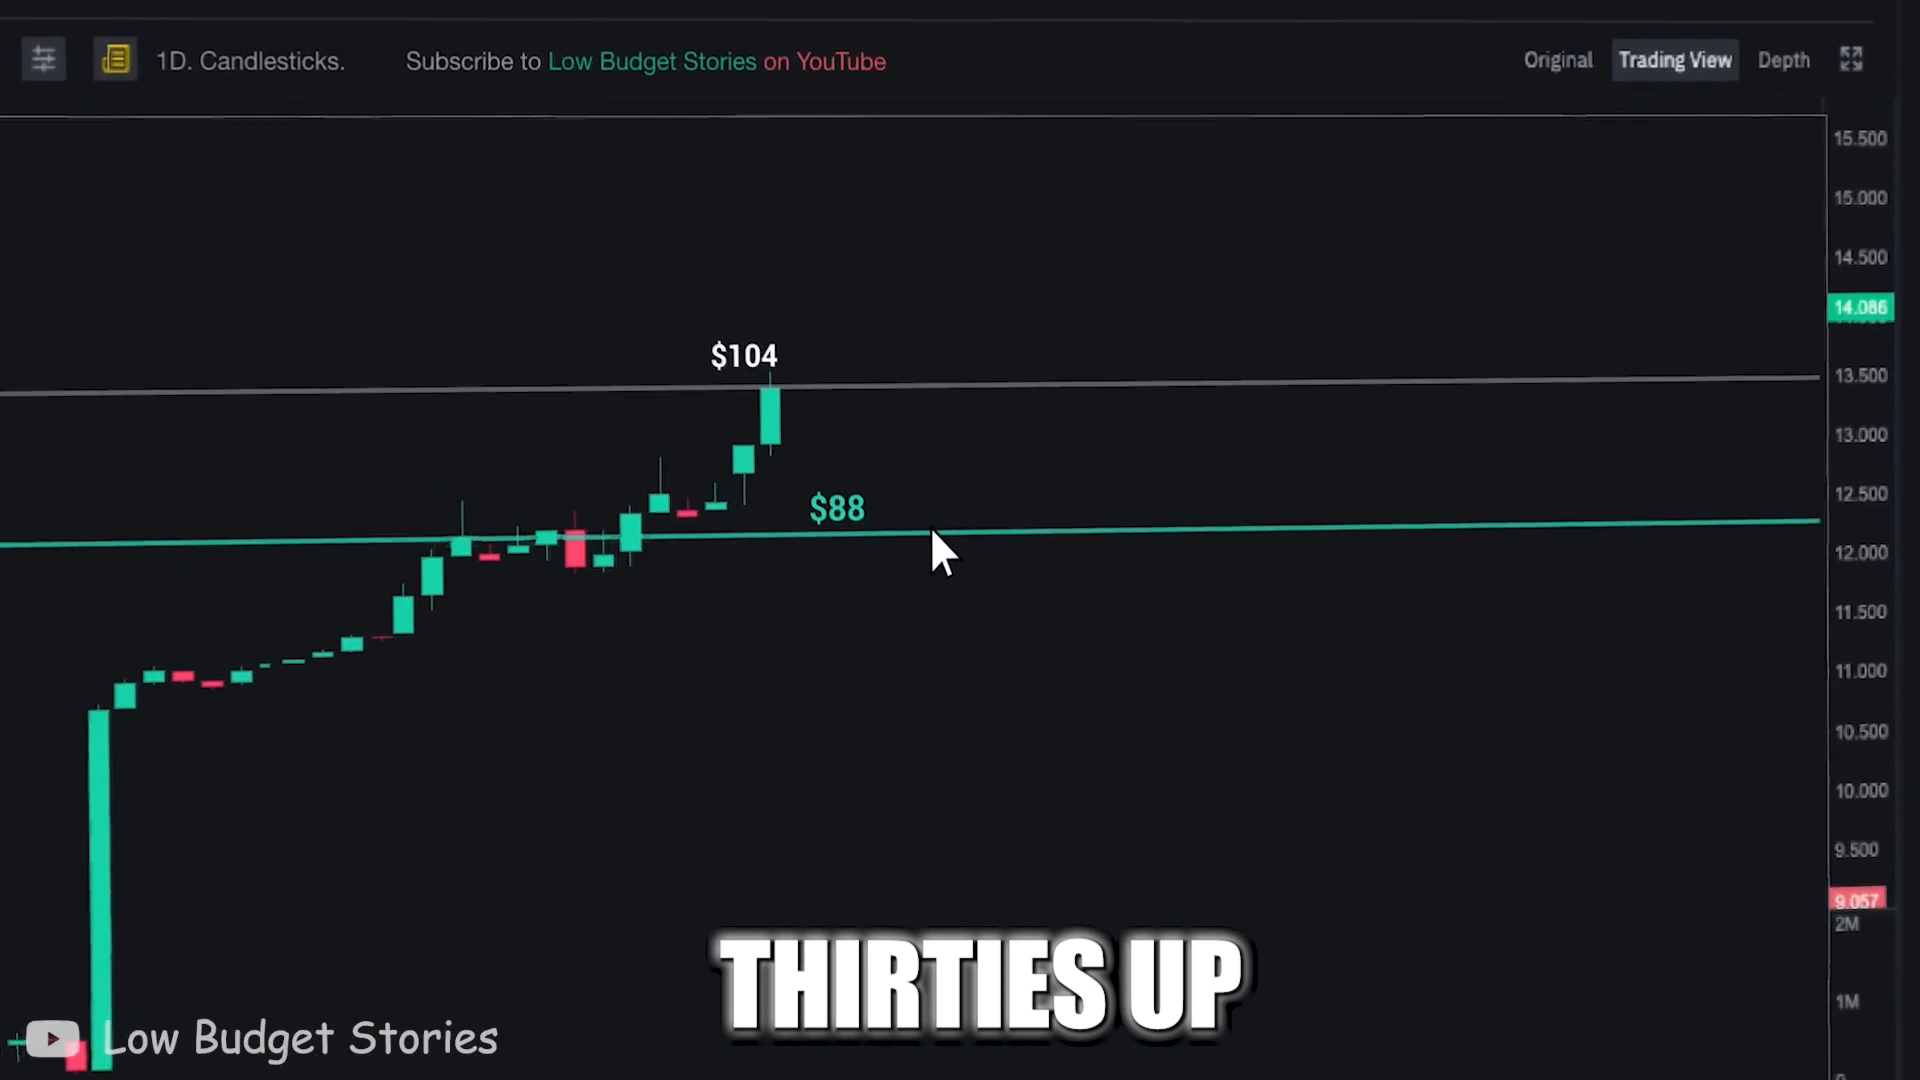 1D. Candlesticks.
Subscribe to Low Budget Stories on YouTube
Original
Trading View
Depth
15.500
15.000
14.500
14.086
13.500
13.000
12.500
12.000
11.500
11.000
10.500
10.000
9.500
9.057
2M
1M
$104
$88
THIRTIES UP
Low Budget Stories